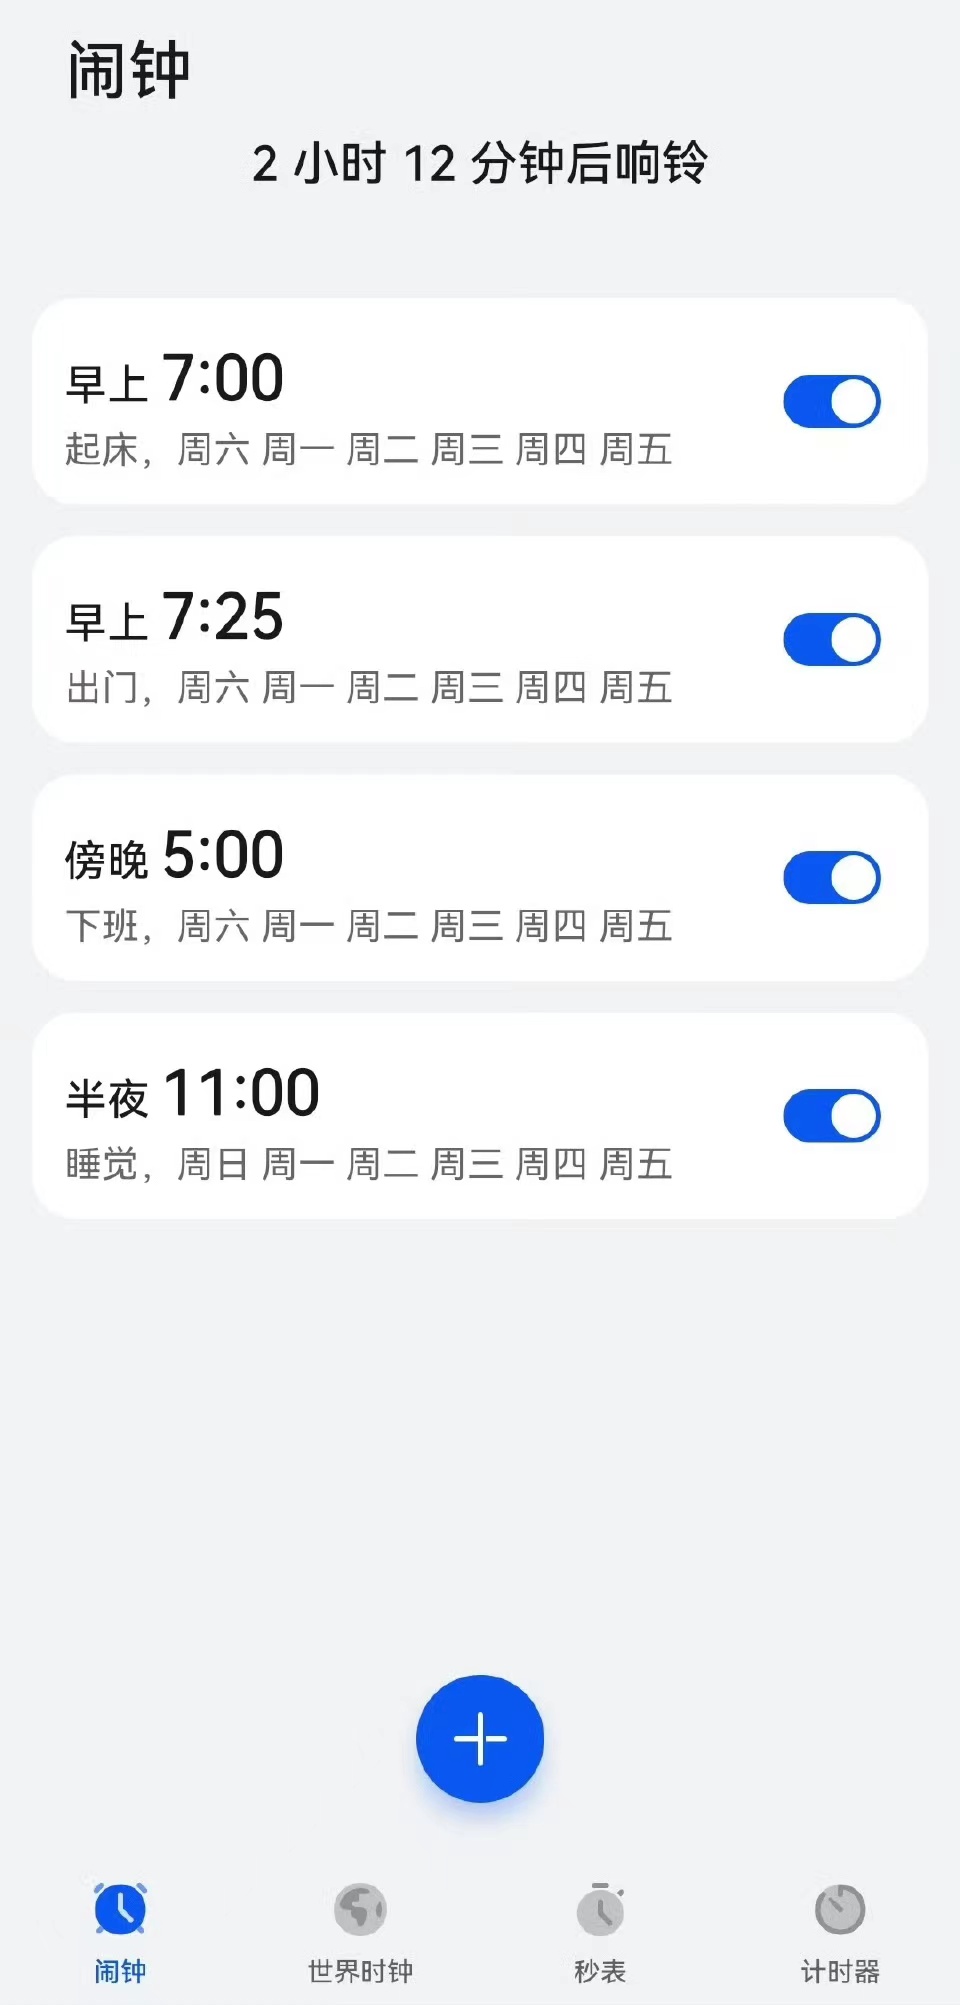 闹钟
2 小时 12 分钟后响铃
早上 7:00
起床，周六 周一 周二 周三 周四 周五
早上 7:25
出门，周六 周一 周二 周三 周四 周五
傍晚 5:00
下班，周六 周一 周二 周三 周四 周五
半夜 11:00
睡觉，周日 周一 周二 周三 周四 周五
闹钟 世界时钟 秒表 计时器